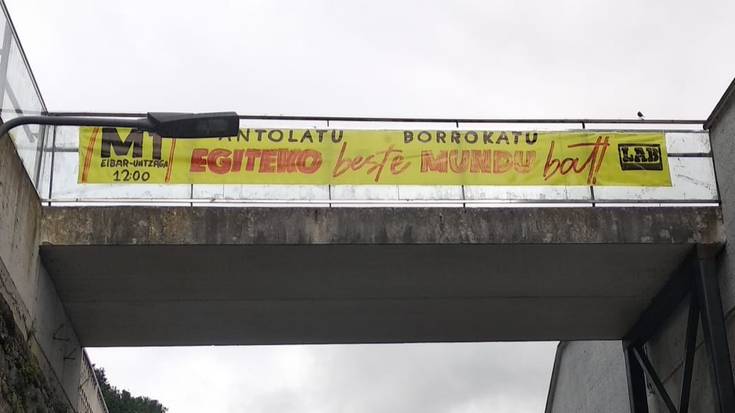 M1
EIBAR-UNTZAGA
12:00
ANTOLATU BORROKATU
EGITEKO beste MUNDU bat!
LAB